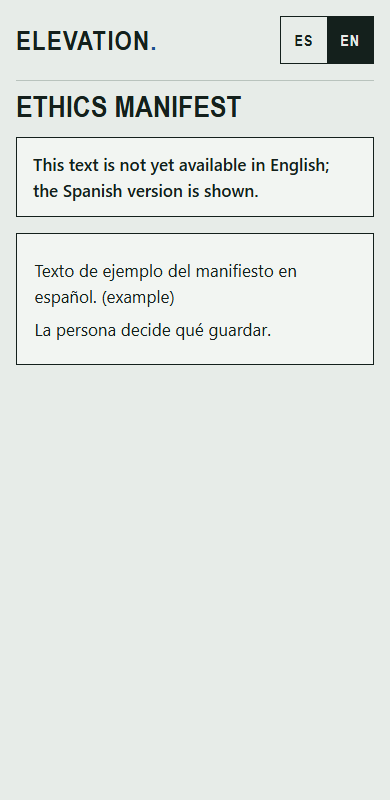 ELEVATION.
ES EN
ETHICS MANIFEST
This text is not yet available in English;
the Spanish version is shown.
Texto de ejemplo del manifiesto en
español. (example)
La persona decide qué guardar.